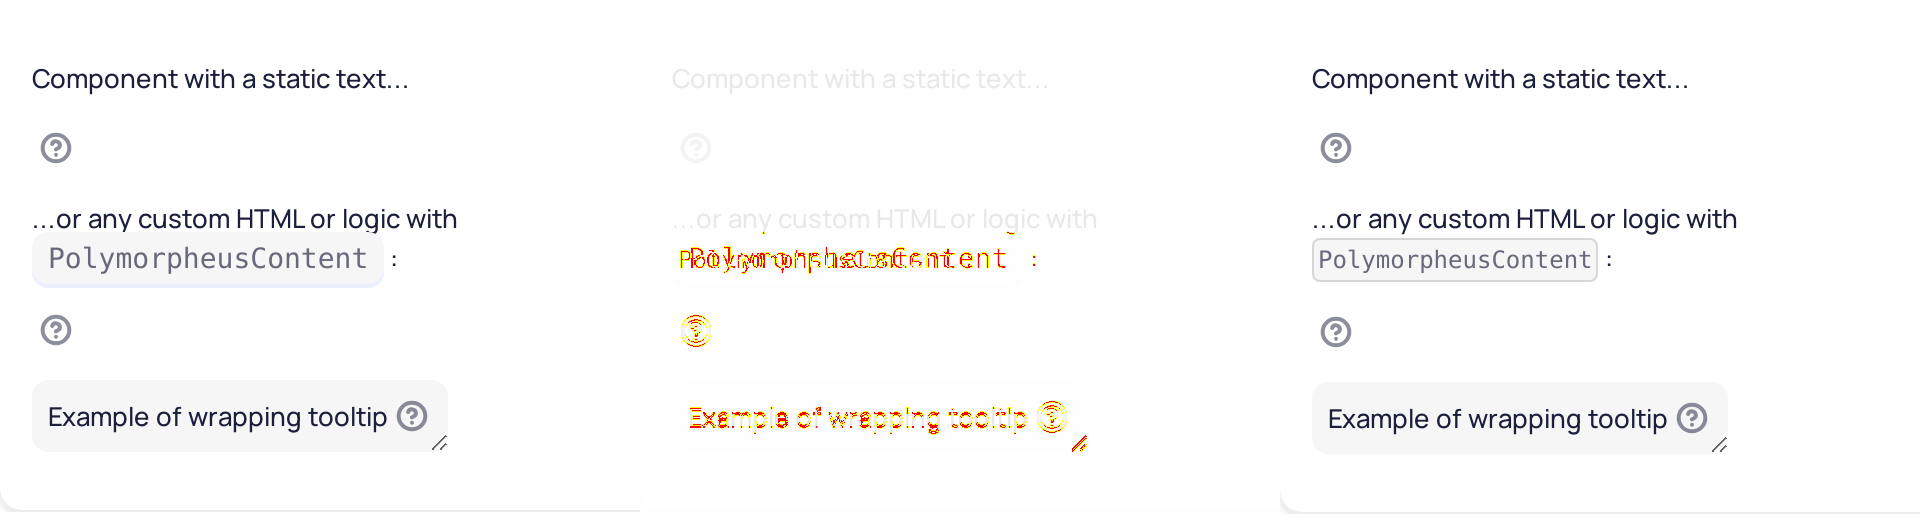 Component with a static text...
...or any custom HTML or logic with
PolymorpheusContent :
Example of wrapping tooltip
Component with a static text...
...or any custom HTML or logic with
:
Example of wrapping tooltip
Component with a static text...
...or any custom HTML or logic with
PolymorpheusContent :
Example of wrapping tooltip